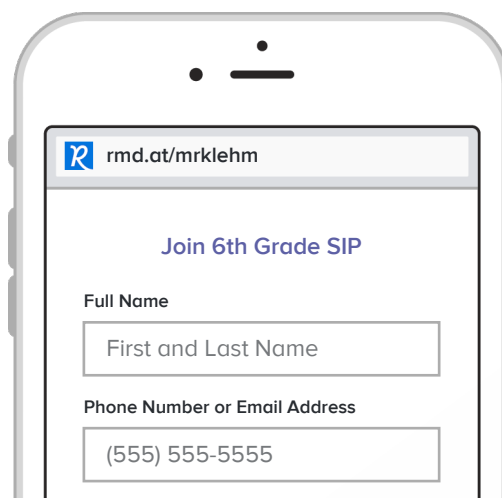 rmd.at/mrklehm
Join 6th Grade SIP
Full Name
First and Last Name
Phone Number or Email Address
(555) 555-5555